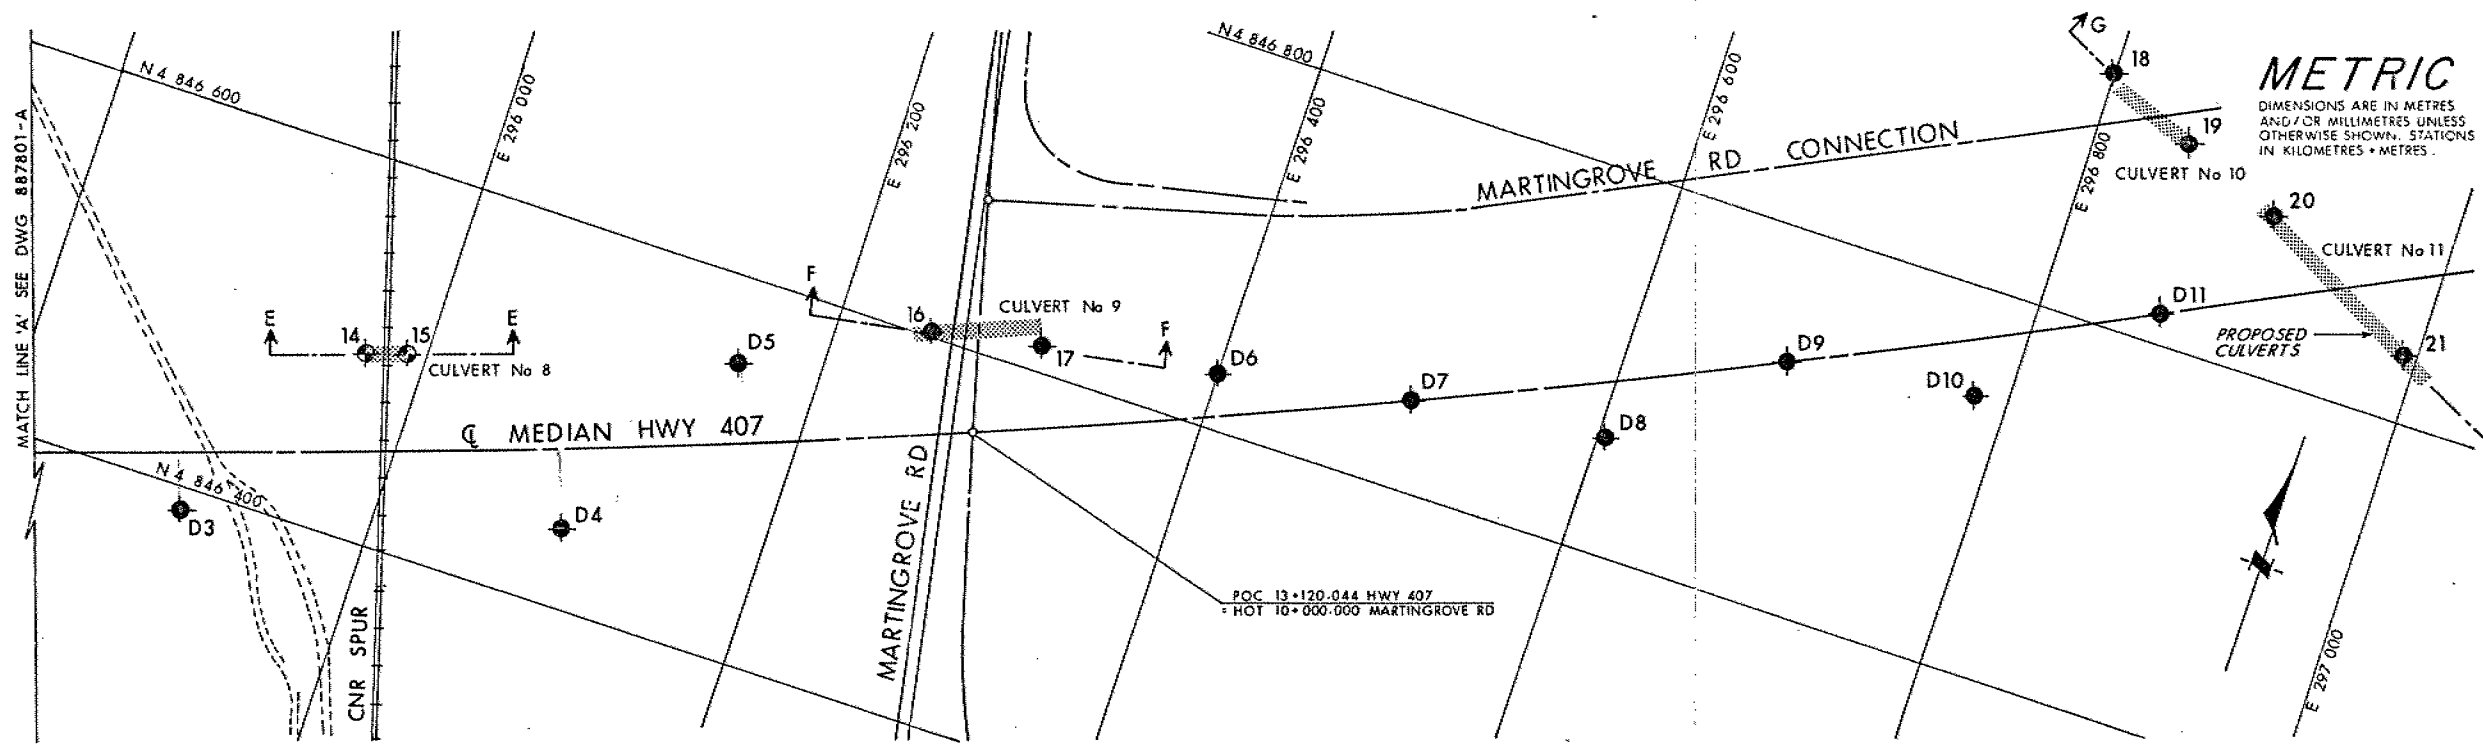 N 4 846 600
E 296 000
E 296 200
N4 846 800
E 296 400
E 296 600
G
18
METRIC
DIMENSIONS ARE IN METRES
AND/OR MILLIMETRES UNLESS
OTHERWISE SHOWN. STATIONS
IN KILOMETRES + METRES.
19
E 296 800
CULVERT No 10
MARTINGROVE RD CONNECTION
MATCH LINE 'A' SEE DWG 887801-A
20
CULVERT No 11
F
16
CULVERT No 9
17
F
E
14
15
E
CULVERT No 8
D5
D6
D7
D9
D11
D10
PROPOSED
CULVERTS
21
D8
℄ MEDIAN HWY 407
N 4 846 400
D3
D4
MARTINGROVE RD
CNR SPUR
POC 13+120.044 HWY 407
= HOT 10+000.000 MARTINGROVE RD
N
E 297 000